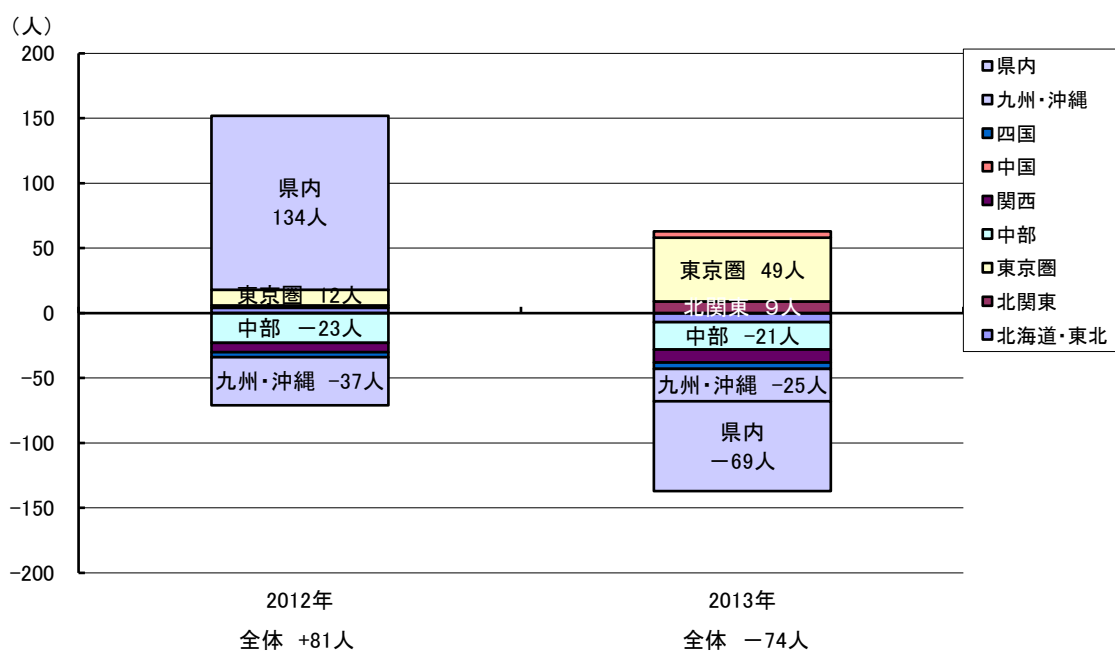 (人)
200
150
100
50
0
-50
-100
-150
-200
県内
134人
東京圏 12人
中部 －23人
九州・沖縄 -37人
東京圏 49人
北関東 9人
中部 -21人
九州・沖縄 -25人
県内
－69人
2012年
全体 +81人
2013年
全体 －74人
県内
九州・沖縄
四国
中国
関西
中部
東京圏
北関東
北海道・東北